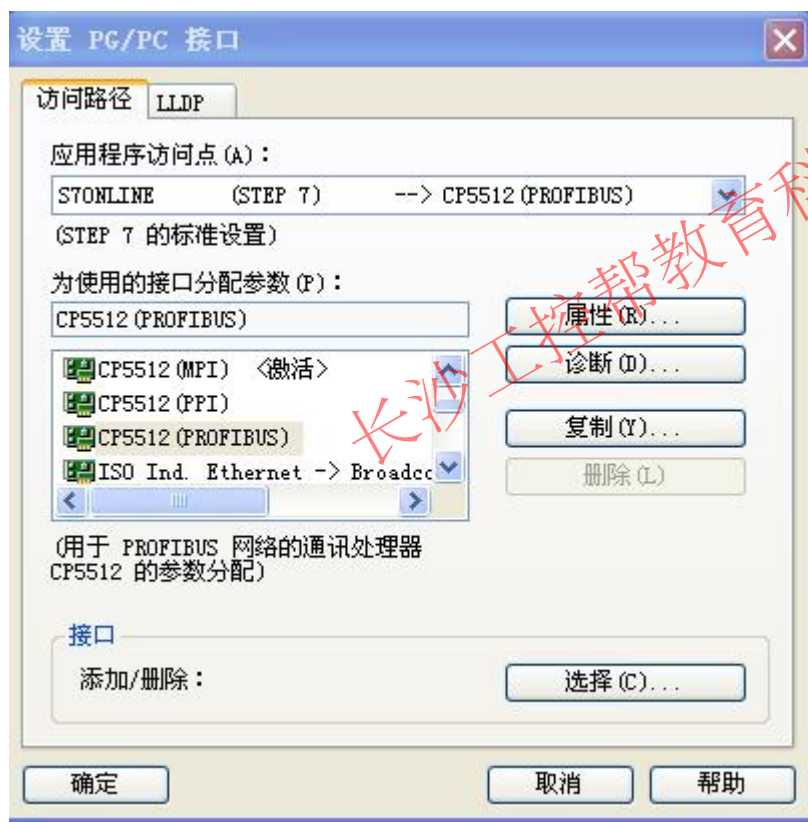 设置 PG/PC 接口
访问路径 LLDP
应用程序访问点(A)：
S7ONLINE (STEP 7) --> CP5512(PROFIBUS)
(STEP 7 的标准设置)
为使用的接口分配参数(P)：
CP5512(PROFIBUS)
属性(R)...
CP5512(MPI) <激活>
诊断(D)...
CP5512(PPI)
CP5512(PROFIBUS)
复制(Y)...
ISO Ind. Ethernet -> Broadcc
删除(L)
(用于 PROFIBUS 网络的通讯处理器
CP5512 的参数分配)
接口
添加/删除：
选择(C)...
确定 取消 帮助
长沙工控帮教育科